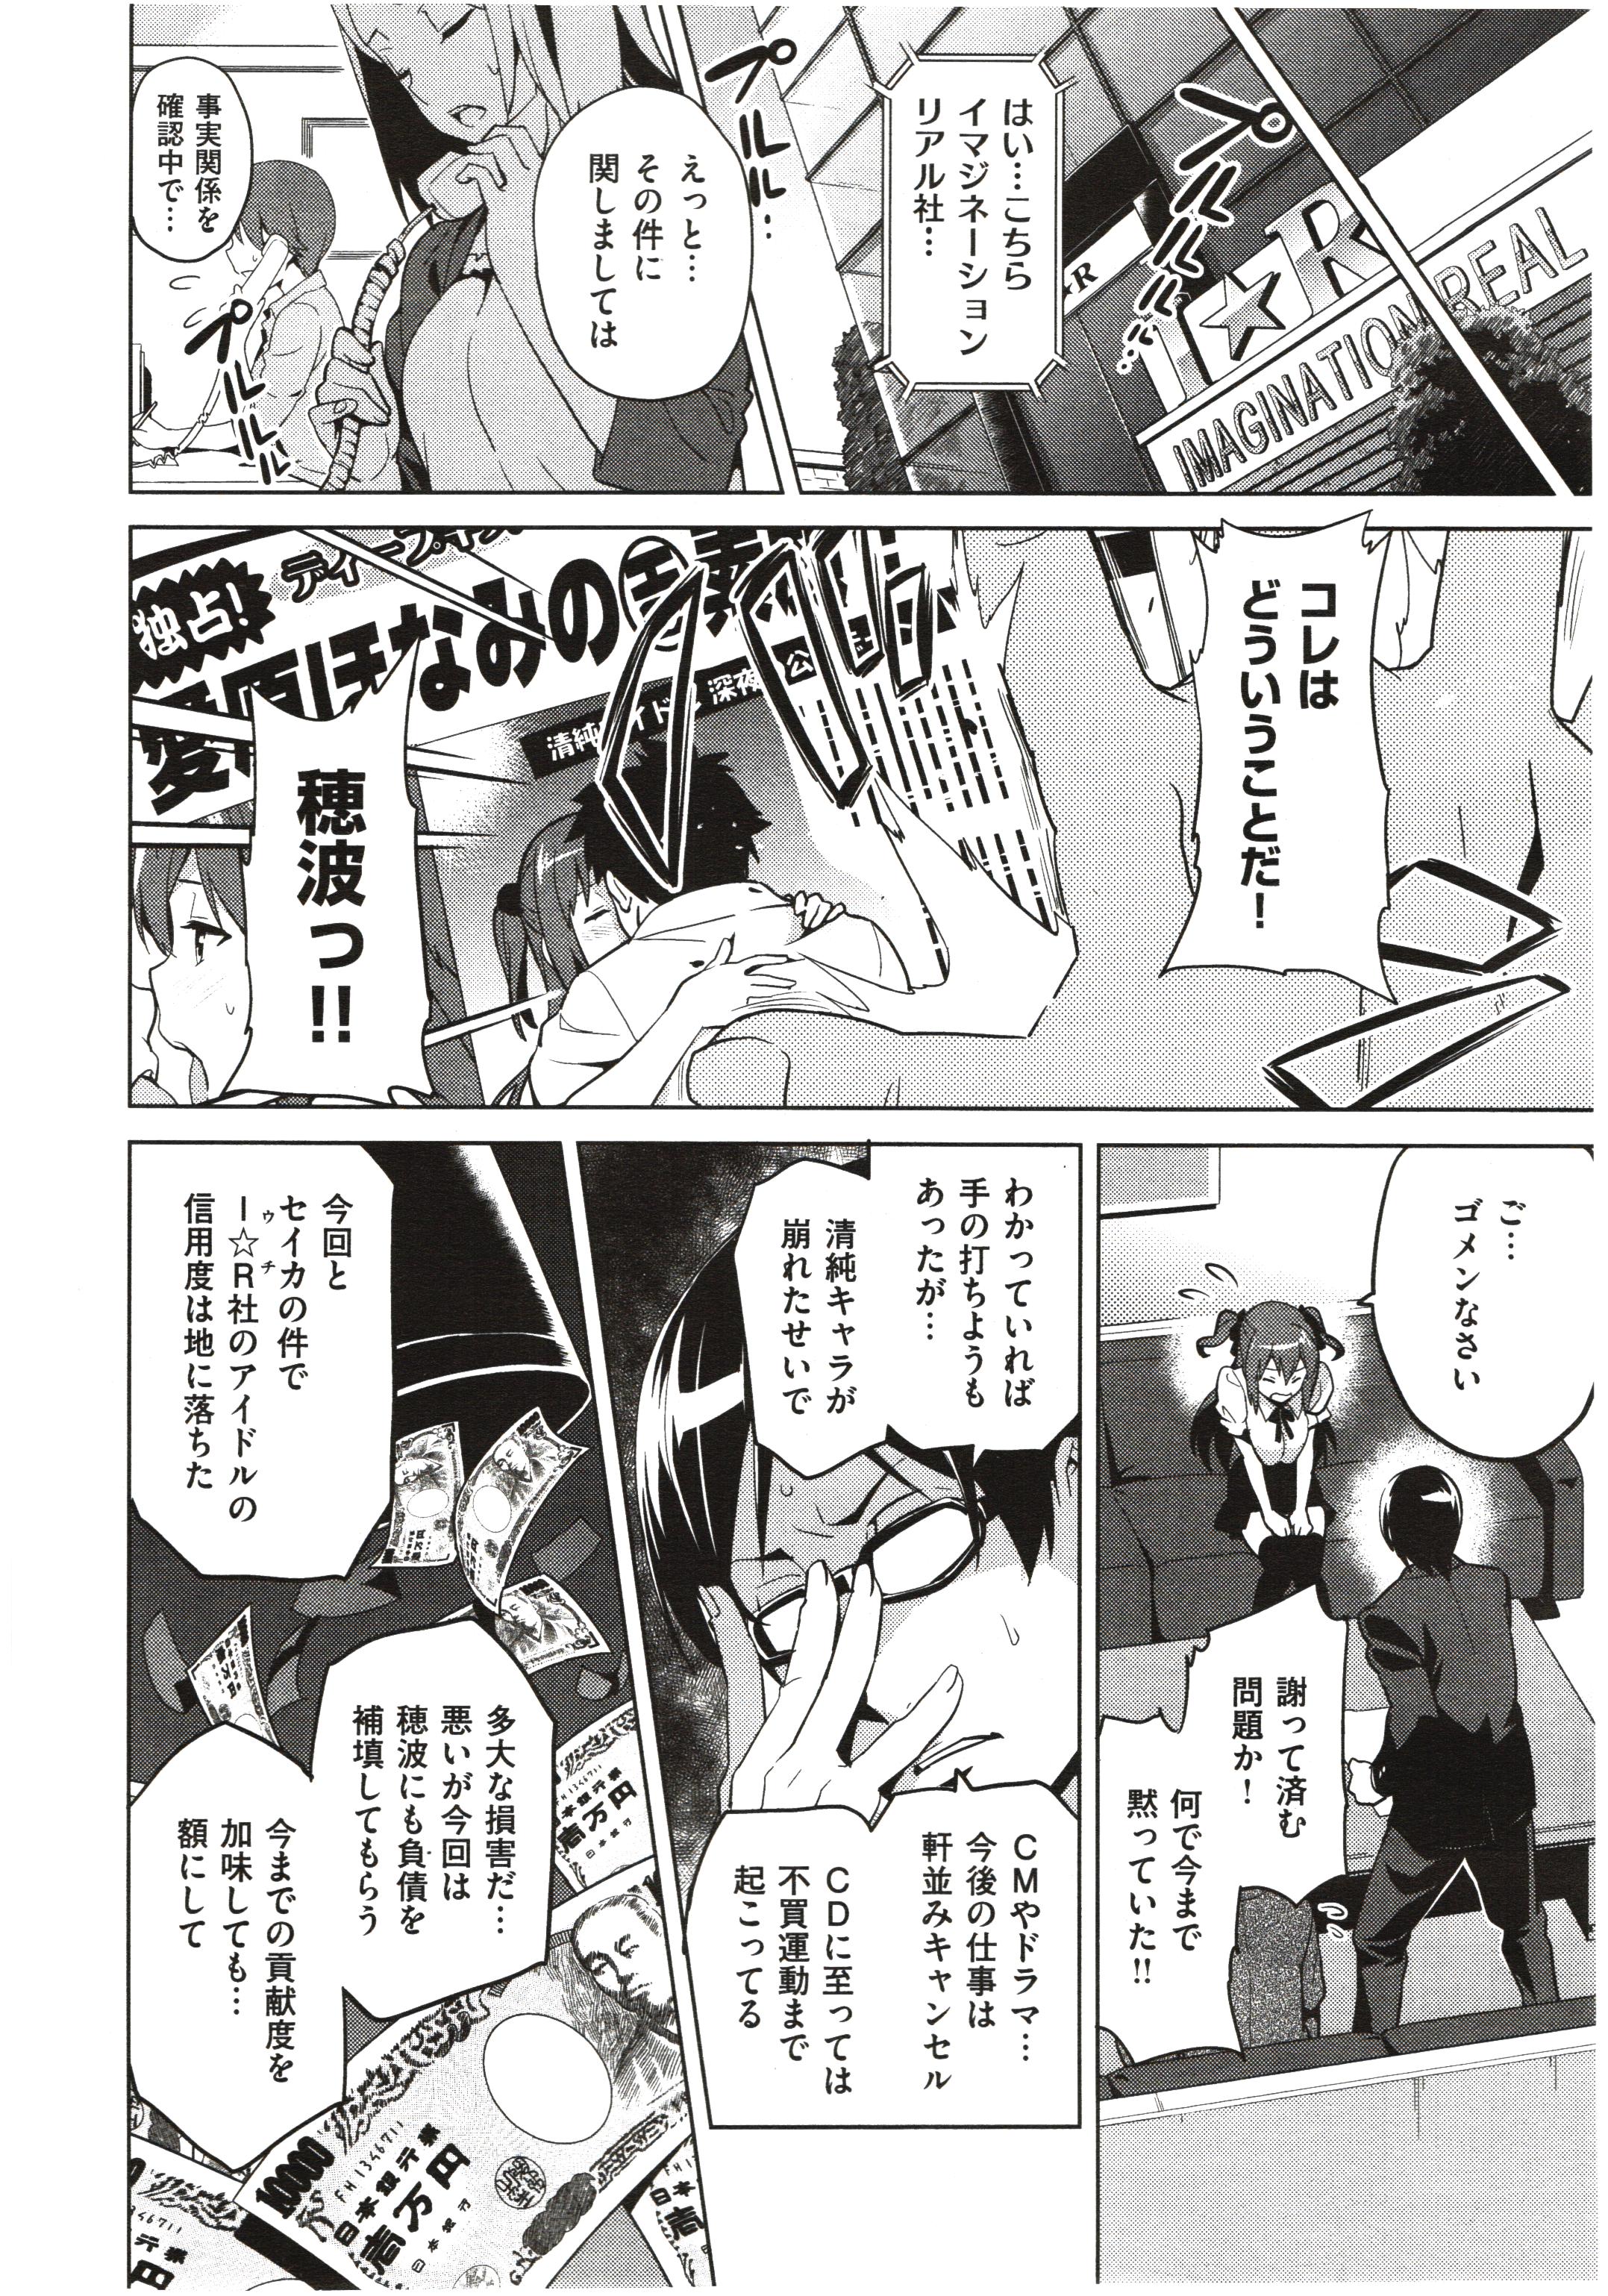 はい…こちら
イマジネーション
リアル社…
プルルル…
I☆R
IMAGINATION REAL
プルルル…
えっと…
その件に
関しましては
事実関係を
確認中で…
プルルルル
コレは
どういうことだ！
独占！
ほなみの
清純
深夜
公
穂波っ!!
ご…
ゴメンなさい
謝って済む
問題か！
何で今まで
黙っていた!!
わかっていれば
手の打ちようも
あったが…
清純キャラが
崩れたせいで
CMやドラマ…
今後の仕事は
軒並みキャンセル
CDに至っては
不買運動まで
起こってる
今回と
セイカの件で
I☆R社のアイドルの
ウチ
信用度は地に落ちた
多大な損害だ…
悪いが今回は
穂波にも負債を
補填してもらう
今までの貢献度を
加味しても…
額にして
10000
FH1346711
日本銀行券
壱万円
日本銀行